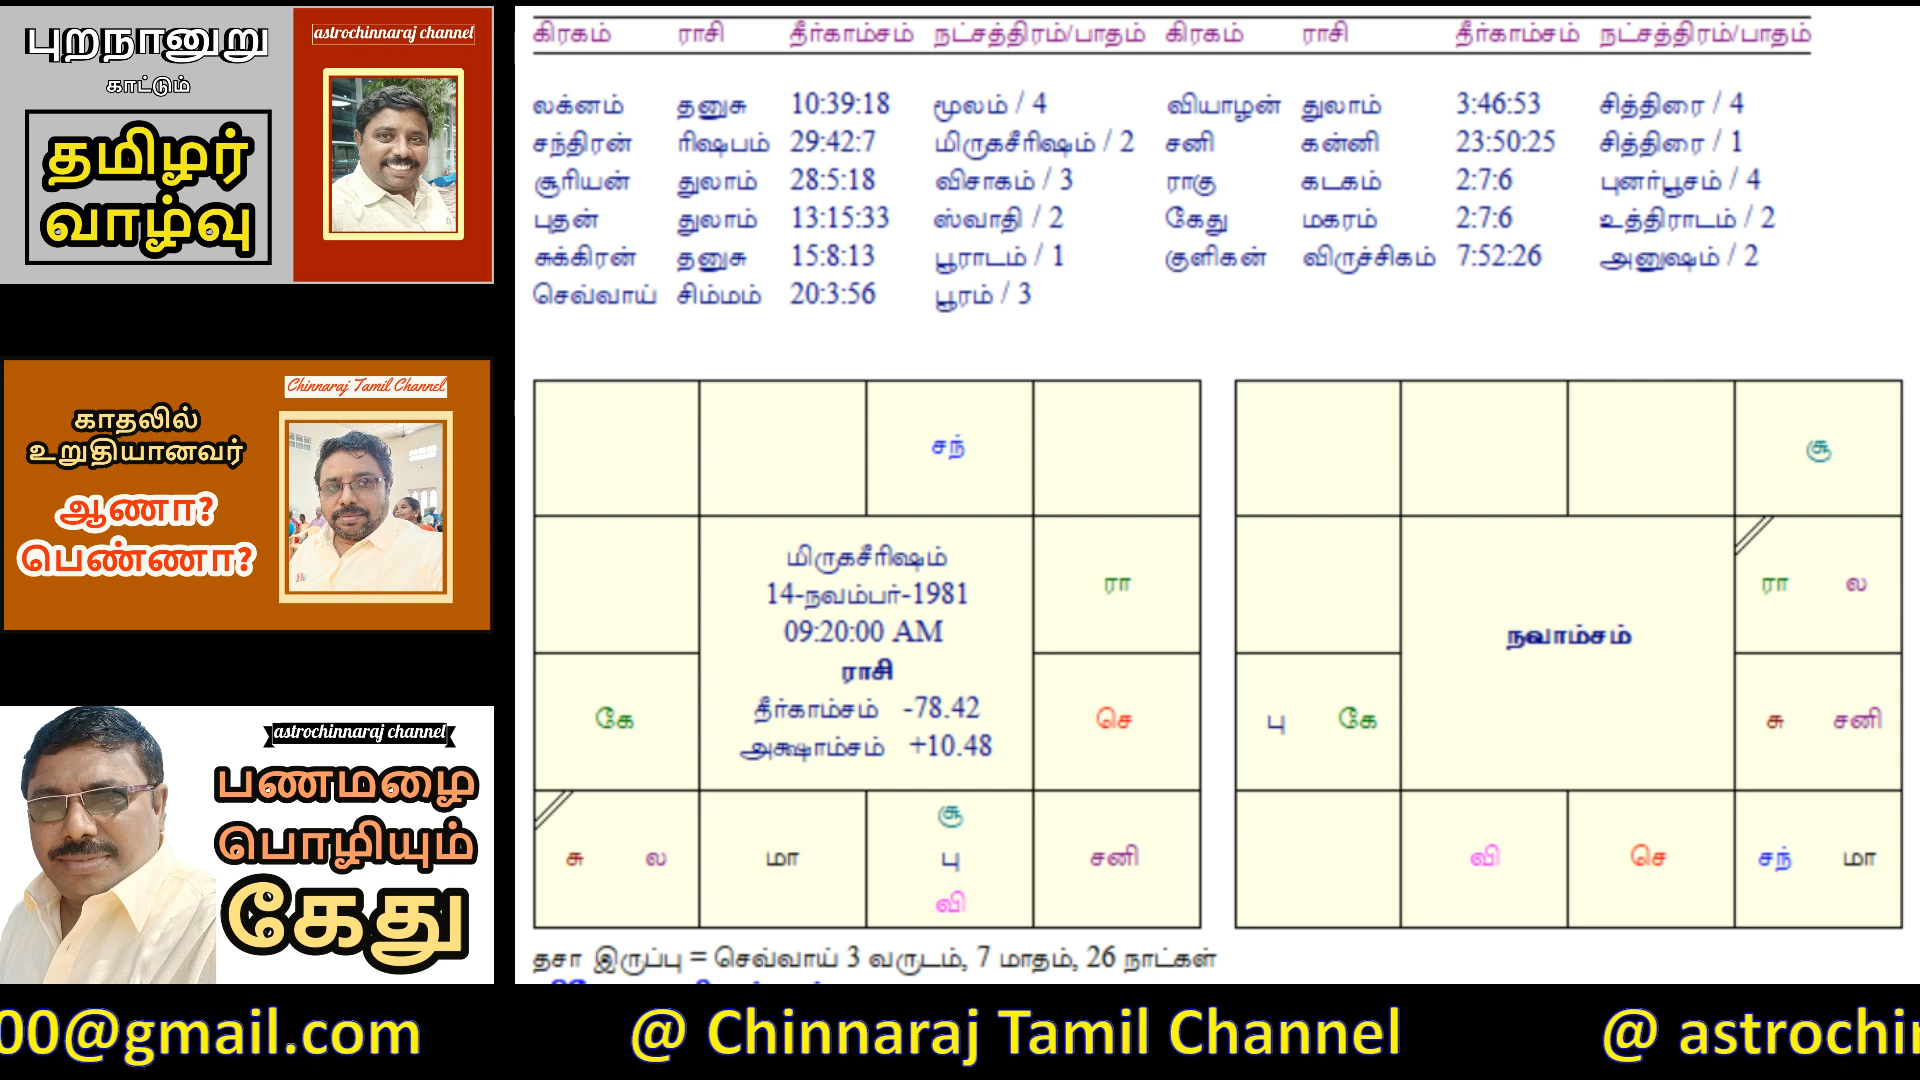 புறநானுறு
காட்டும்
தமிழர்
வாழ்வு
astrochinnaraj channel
Chinnaraj Tamil Channel
காதலில்
உறுதியானவர்
ஆணா?
பெண்ணா?
astrochinnaraj channel
பணமழை
பொழியும்
கேது
கிரகம் ராசி தீர்காம்சம் நட்சத்திரம்/பாதம் கிரகம் ராசி தீர்காம்சம் நட்சத்திரம்/பாதம்
லக்னம் தனுசு 10:39:18 மூலம் / 4 வியாழன் துலாம் 3:46:53 சித்திரை / 4
சந்திரன் ரிஷபம் 29:42:7 மிருகசீரிஷம் / 2 சனி கன்னி 23:50:25 சித்திரை / 1
சூரியன் துலாம் 28:5:18 விசாகம் / 3 ராகு கடகம் 2:7:6 புனர்பூசம் / 4
புதன் துலாம் 13:15:33 ஸ்வாதி / 2 கேது மகரம் 2:7:6 உத்திராடம் / 2
சுக்கிரன் தனுசு 15:8:13 பூராடம் / 1 குளிகன் விருச்சிகம் 7:52:26 அனுஷம் / 2
செவ்வாய் சிம்மம் 20:3:56 பூரம் / 3
சந்
ரா
கே
செ
மிருகசீரிஷம்
14-நவம்பர்-1981
09:20:00 AM
ராசி
தீர்காம்சம் -78.42
அக்ஷாம்சம் +10.48
சு ல
மா
சூ
பு
வி
சனி
சூ
ரா ல
நவாம்சம்
பு கே
சு சனி
வி
செ
சந் மா
தசா இருப்பு = செவ்வாய் 3 வருடம், 7 மாதம், 26 நாட்கள்
00@gmail.com @ Chinnaraj Tamil Channel @ astrochi